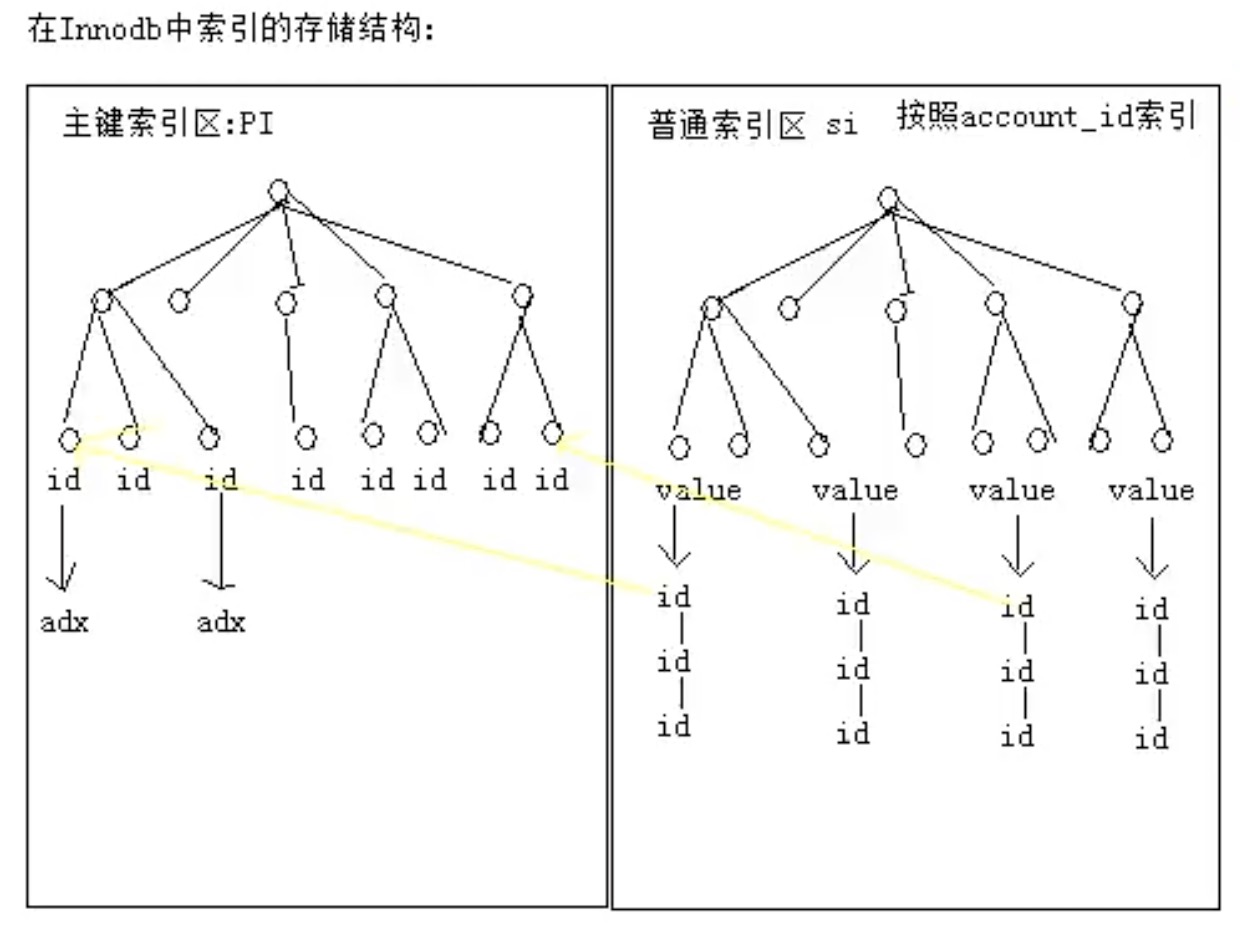 在Innodb中索引的存储结构:
主键索引区:PI
id id id id id id id id
adx adx
普通索引区 si 按照account_id索引
value value value value
id id id id
id id id id
id id id id